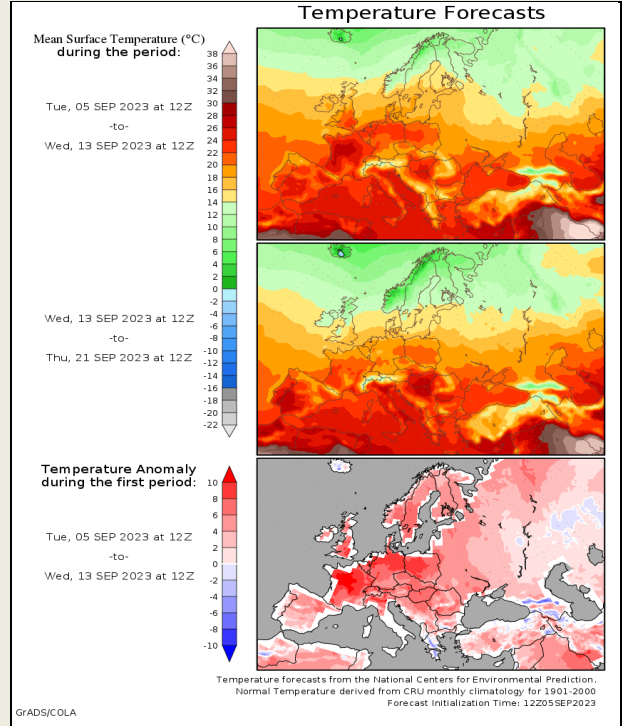 Temperature Forecasts
Mean Surface Temperature (°C)
during the period:
Tue, 05 SEP 2023 at 12Z
-to-
Wed, 13 SEP 2023 at 12Z
38
36
34
32
30
28
26
24
22
20
18
16
14
12
10
8
6
4
2
0
-2
-4
-6
-8
-10
-12
-14
-16
-18
-20
-22
Wed, 13 SEP 2023 at 12Z
-to-
Thu, 21 SEP 2023 at 12Z
Temperature Anomaly
during the first period:
Tue, 05 SEP 2023 at 12Z
-to-
Wed, 13 SEP 2023 at 12Z
10
8
6
4
2
0
-2
-4
-6
-8
-10
Temperature forecasts from the National Centers for Environmental Prediction.
Normal Temperature derived from CRU monthly climatology for 1901-2000
Forecast Initialization Time: 12Z05SEP2023
GrADS/COLA